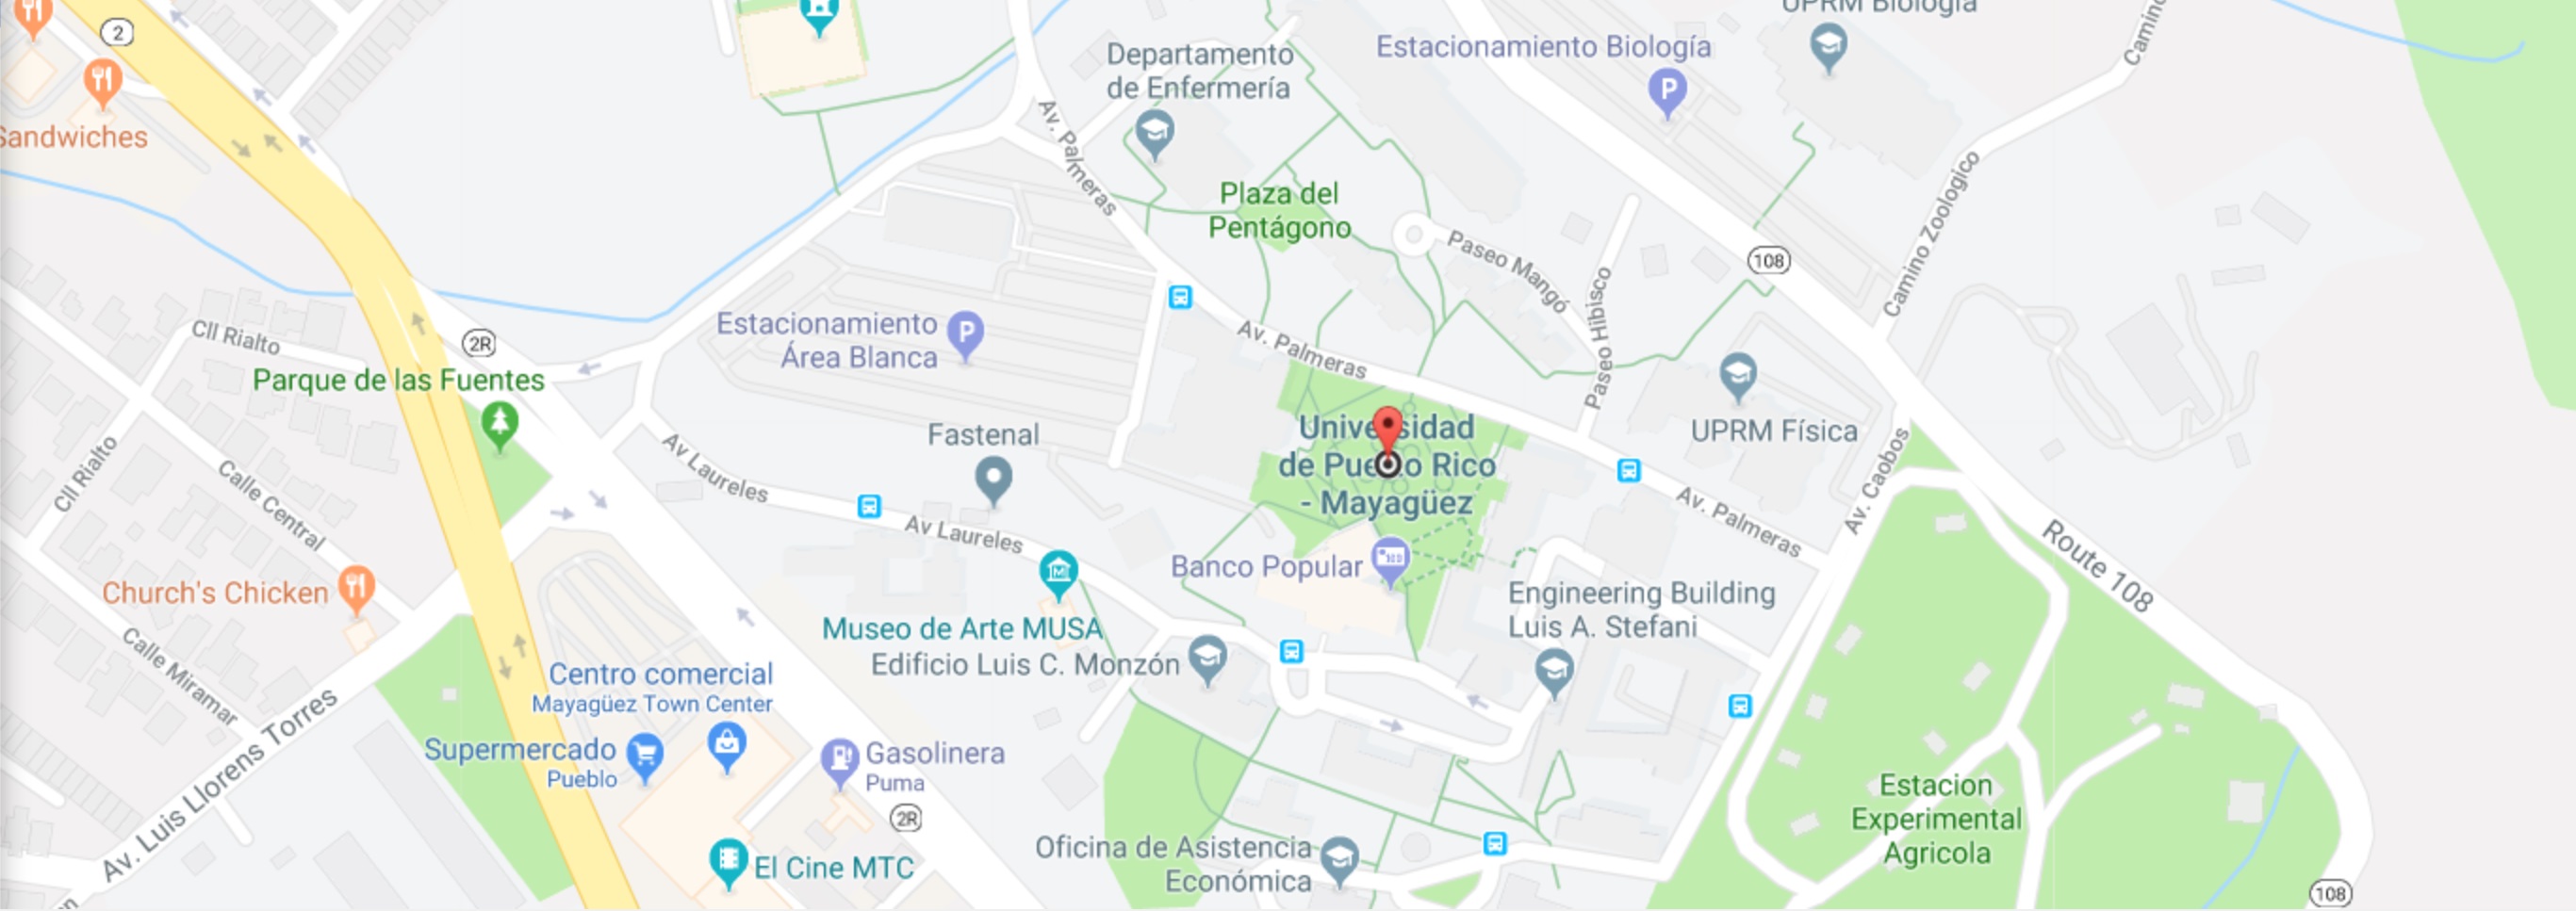 UPRM Biología
2
Departamento
de Enfermería
Estacionamiento Biología
P
Camino
Sandwiches
Av. Palmeras
Plaza del
Pentágono
Camino Zoologico
Paseo Mangó
108
Paseo Hibisco
Estacionamiento
Área Blanca
P
Cll Rialto
2R
Av. Palmeras
Parque de las Fuentes
Universidad
de Puerto Rico
- Mayagüez
UPRM Física
Fastenal
Cll Rialto
Calle Central
Av Laureles
Av Laureles
Av. Palmeras
Av. Caobos
Route 108
Banco Popular
Church's Chicken
M
Engineering Building
Luis A. Stefani
Museo de Arte MUSA
Edificio Luis C. Monzón
Calle Miramar
Centro comercial
Mayagüez Town Center
Av. Luis Llorens Torres
Supermercado
Pueblo
Gasolinera
Puma
2R
Estacion
Experimental
Agricola
Oficina de Asistencia
Económica
El Cine MTC
108